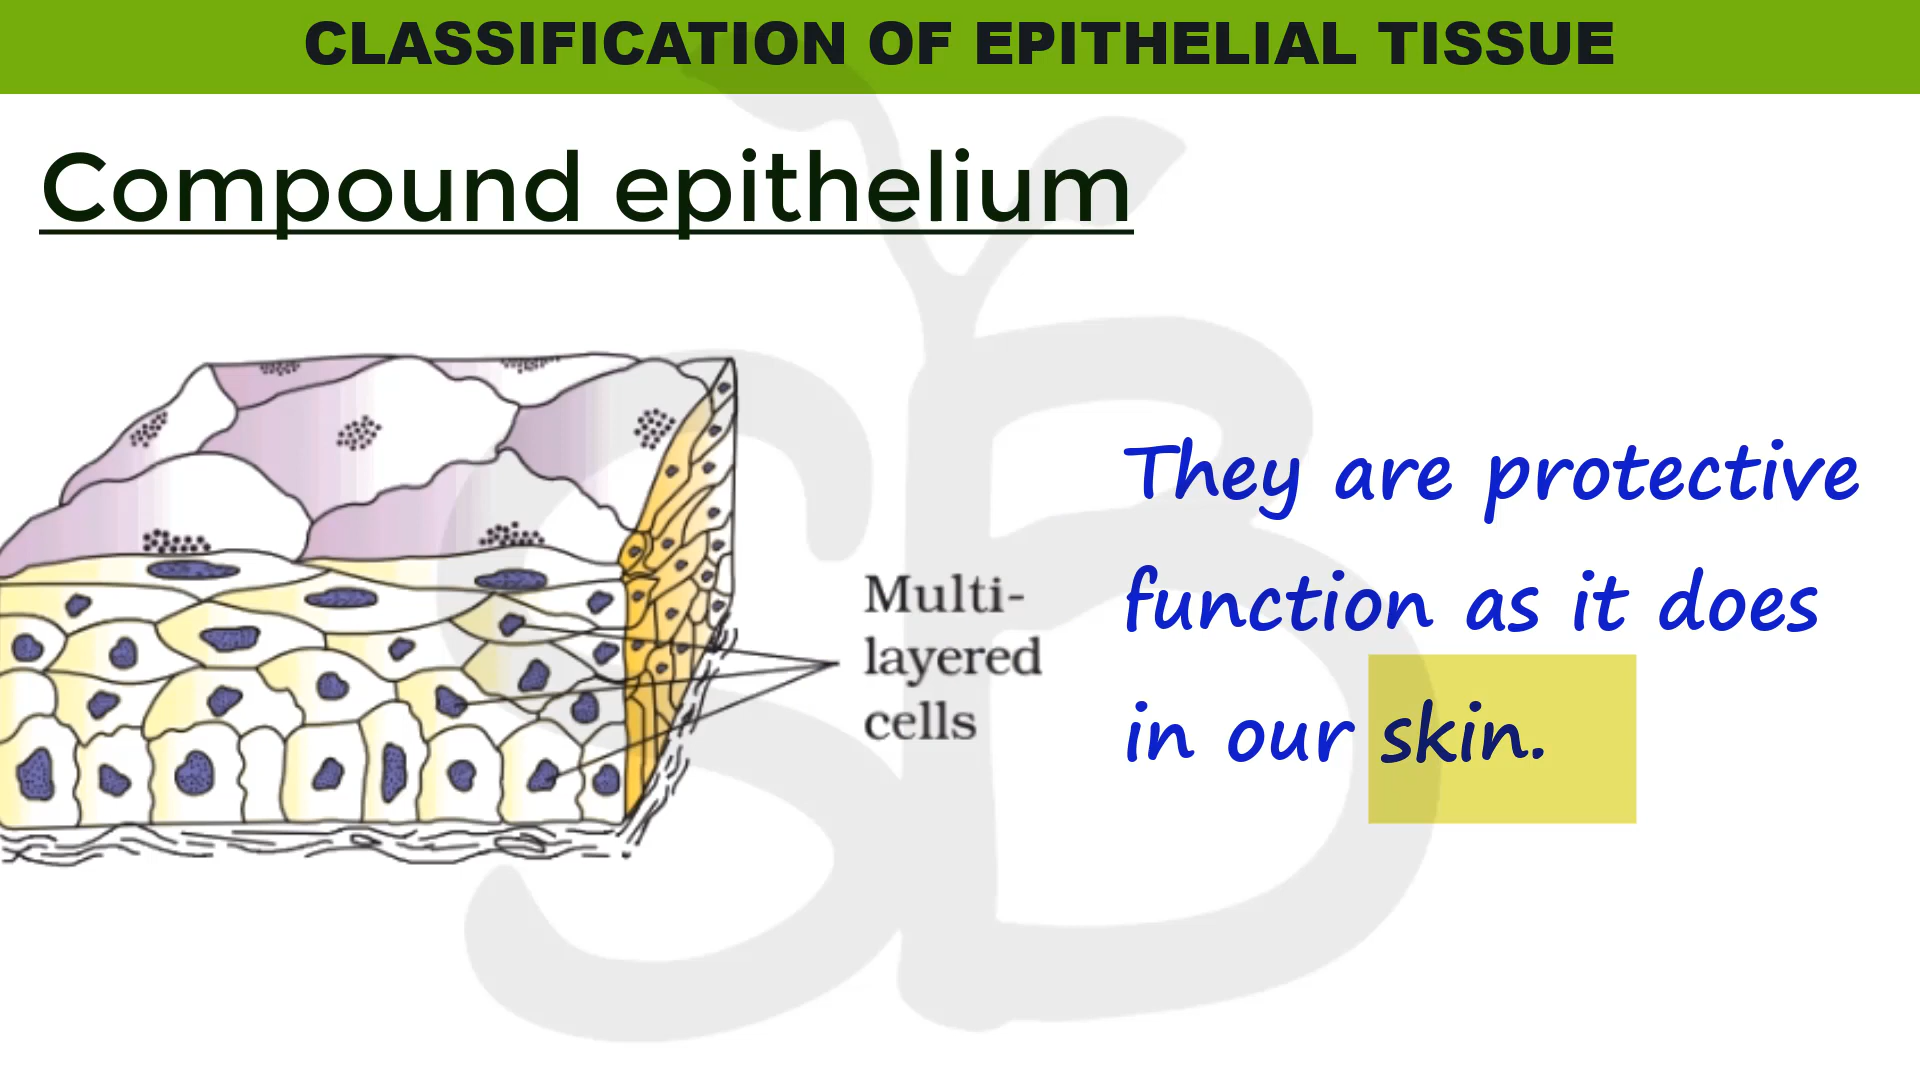 CLASSIFICATION OF EPITHELIAL TISSUE
Compound epithelium
Multi-
layered
cells
They are protective
function as it does
in our skin.
SB